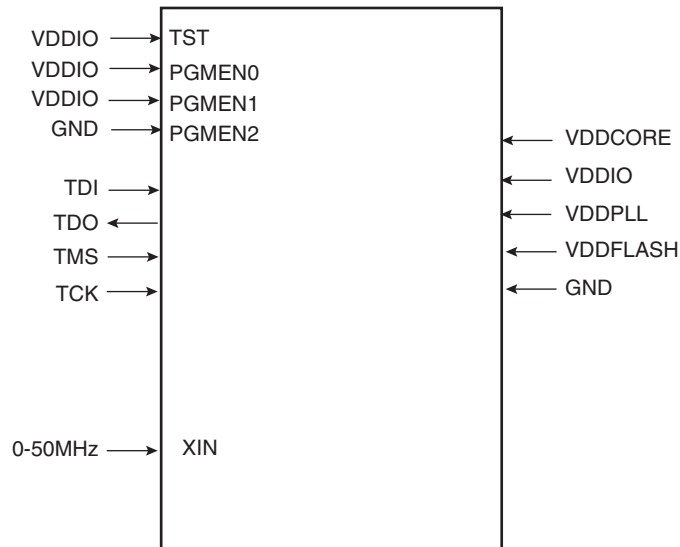 VDDIO TST
VDDIO PGMEN0
VDDIO PGMEN1
GND PGMEN2
VDDCORE
VDDIO
TDI
VDDPLL
TDO
VDDFLASH
TMS
GND
TCK
0-50MHz XIN